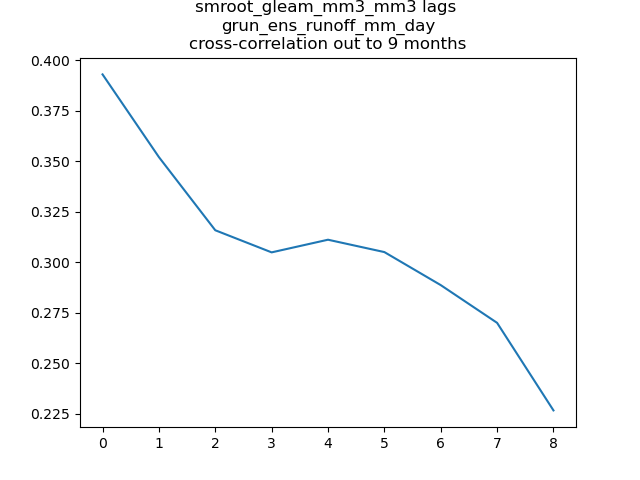 smroot_gleam_mm3_mm3 lags
grun_ens_runoff_mm_day
cross-correlation out to 9 months
0.400
0.375
0.350
0.325
0.300
0.275
0.250
0.225
0 1 2 3 4 5 6 7 8